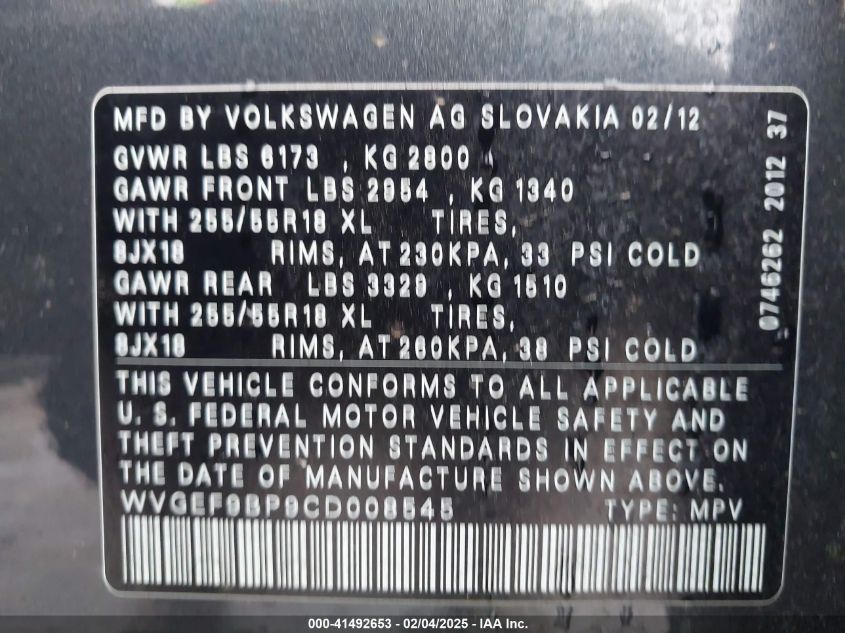 MFD BY VOLKSWAGEN AG SLOVAKIA 02/12
GVWR LBS 6173 , KG 2800
GAWR FRONT LBS 2954 , KG 1340
WITH 255/55R18 XL TIRES,
8JX18 RIMS, AT 230KPA, 33 PSI COLD
GAWR REAR LBS 3329 , KG 1510
WITH 255/55R18 XL TIRES,
8JX18 RIMS, AT 260KPA, 38 PSI COLD
THIS VEHICLE CONFORMS TO ALL APPLICABLE
U. S. FEDERAL MOTOR VEHICLE SAFETY AND
THEFT PREVENTION STANDARDS IN EFFECT ON
THE DATE OF MANUFACTURE SHOWN ABOVE.
WVGEF9BP9CD008545 TYPE: MPV
0746262 2012 37
000-41492653 - 02/04/2025 - IAAI Inc.